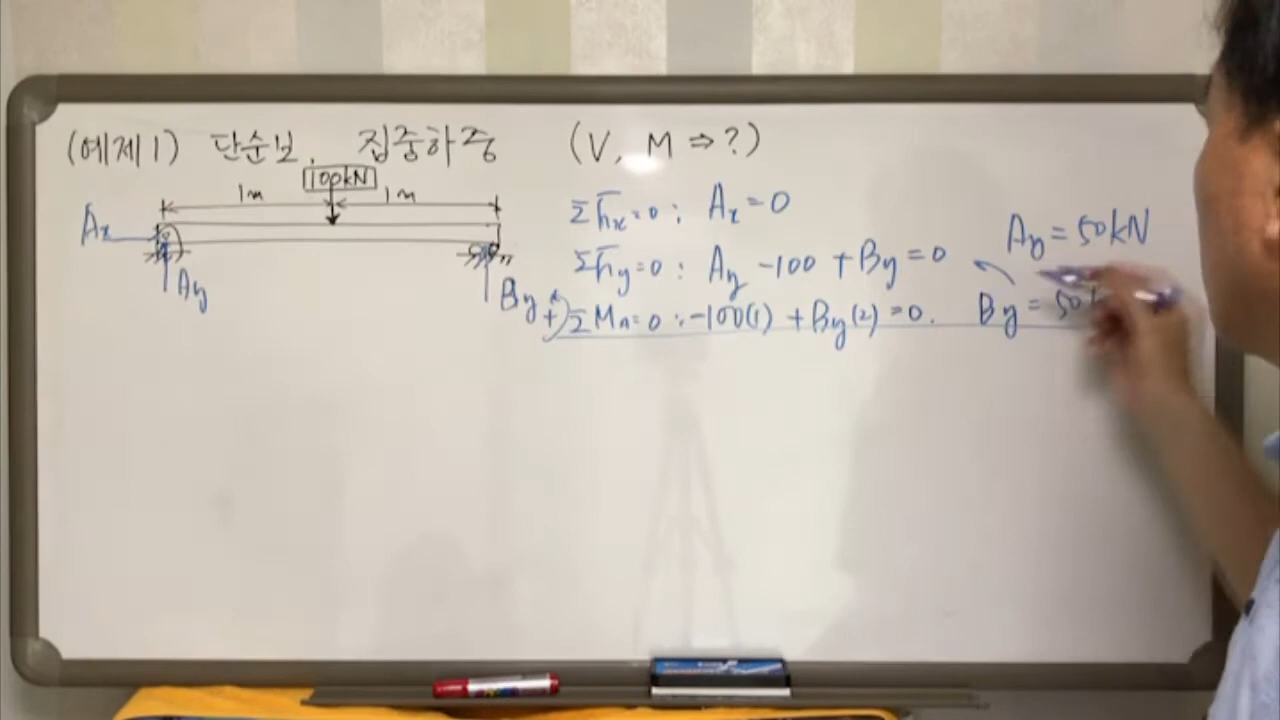 (예제1) 단순보, 집중하중 (V, M ⇒ ?)
100kN
1m 1m
Ax
Ay
By
ΣFx=0 : Ax=0
ΣFy=0 : Ay -100 +By=0
+ ΣMA=0 : -100(1) +By(2)=0.
Ay=50kN
By=50k